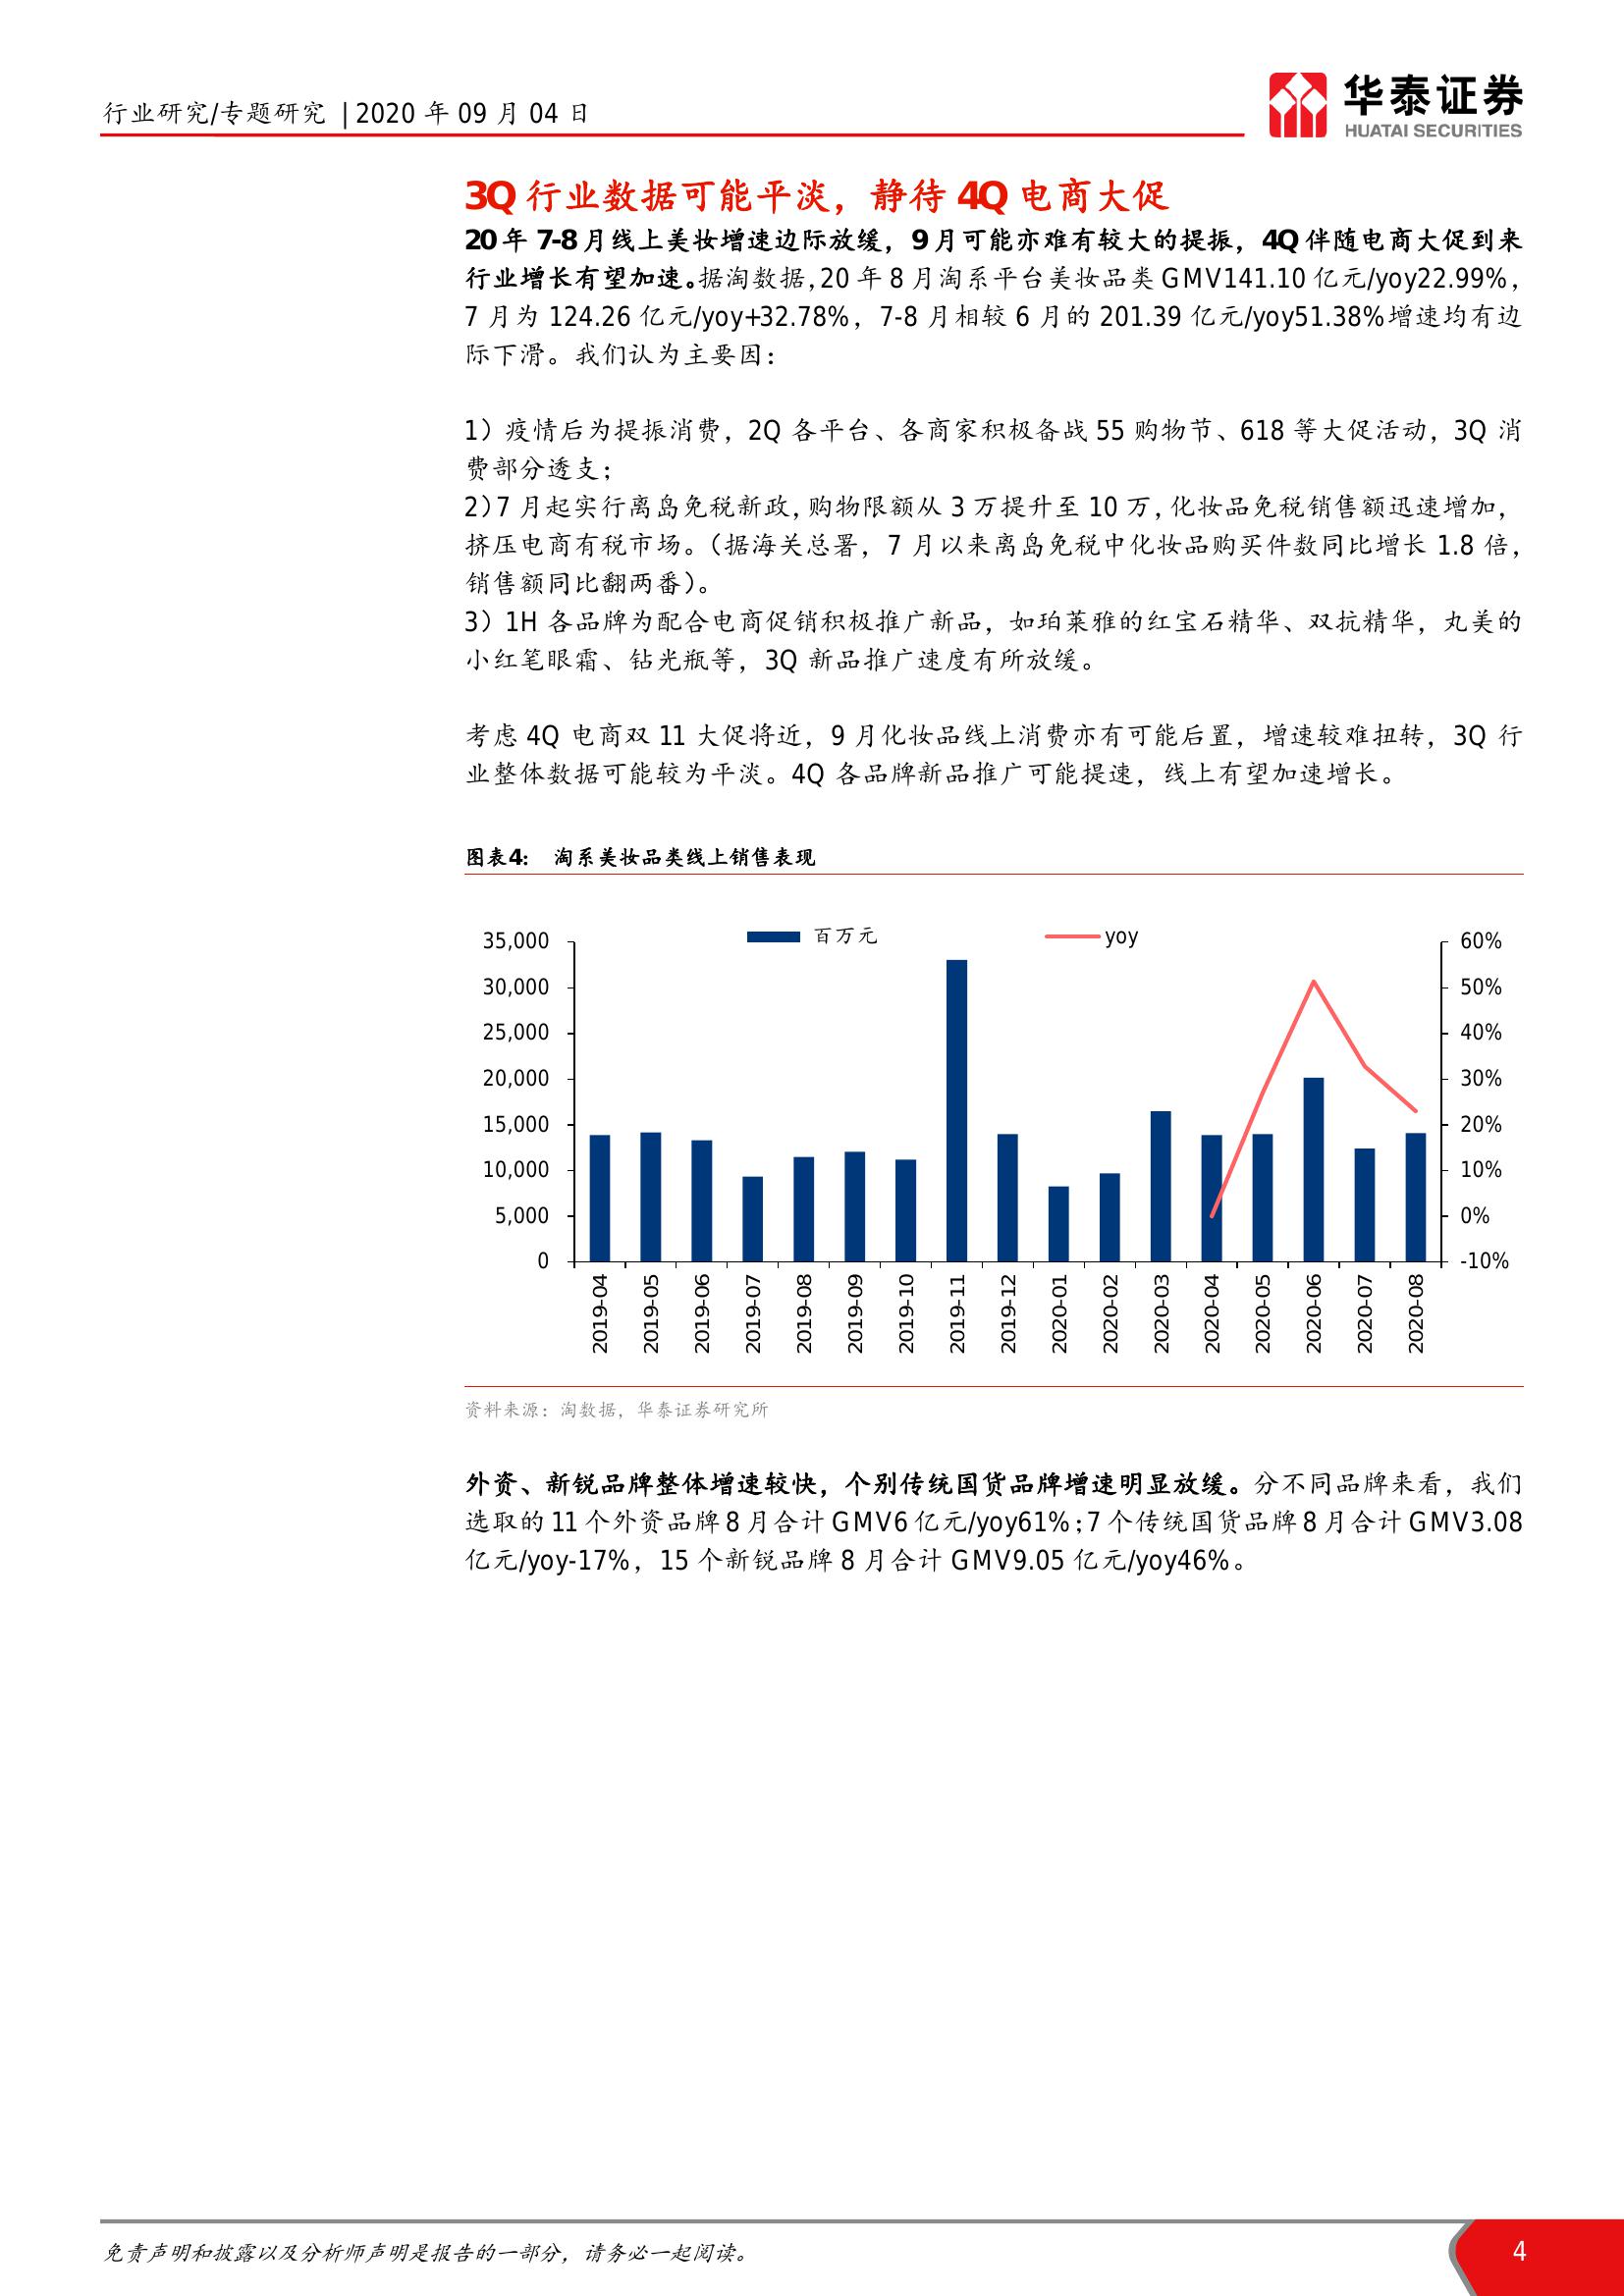 行业研究/专题研究 | 2020 年 09 月 04 日
华泰证券
HUATAI SECURITIES
3Q 行业数据可能平淡，静待 4Q 电商大促
20 年 7-8 月线上美妆增速边际放缓，9 月可能亦难有较大的提振，4Q 伴随电商大促到来
行业增长有望加速。据淘数据，20 年 8 月淘系平台美妆品类 GMV141.10 亿元/yoy22.99%，
7 月为 124.26 亿元/yoy+32.78%，7-8 月相较 6 月的 201.39 亿元/yoy51.38%增速均有边
际下滑。我们认为主要因：
1）疫情后为提振消费，2Q 各平台、各商家积极备战 55 购物节、618 等大促活动，3Q 消
费部分透支；
2）7 月起实行离岛免税新政，购物限额从 3 万提升至 10 万，化妆品免税销售额迅速增加，
挤压电商有税市场。（据海关总署，7 月以来离岛免税中化妆品购买件数同比增长 1.8 倍，
销售额同比翻两番）。
3）1H 各品牌为配合电商促销积极推广新品，如珀莱雅的红宝石精华、双抗精华，丸美的
小红笔眼霜、钻光瓶等，3Q 新品推广速度有所放缓。
考虑 4Q 电商双 11 大促将近，9 月化妆品线上消费亦有可能后置，增速较难扭转，3Q 行
业整体数据可能较为平淡。4Q 各品牌新品推广可能提速，线上有望加速增长。
图表4： 淘系美妆品类线上销售表现
百万元 yoy
35,000 60%
30,000 50%
25,000 40%
20,000 30%
15,000 20%
10,000 10%
5,000 0%
0 -10%
2019-04 2019-05 2019-06 2019-07 2019-08 2019-09 2019-10 2019-11 2019-12 2020-01 2020-02 2020-03 2020-04 2020-05 2020-06 2020-07 2020-08
资料来源：淘数据，华泰证券研究所
外资、新锐品牌整体增速较快，个别传统国货品牌增速明显放缓。分不同品牌来看，我们
选取的 11 个外资品牌 8 月合计 GMV6 亿元/yoy61%；7 个传统国货品牌 8 月合计 GMV3.08
亿元/yoy-17%，15 个新锐品牌 8 月合计 GMV9.05 亿元/yoy46%。
免责声明和披露以及分析师声明是报告的一部分，请务必一起阅读。
4